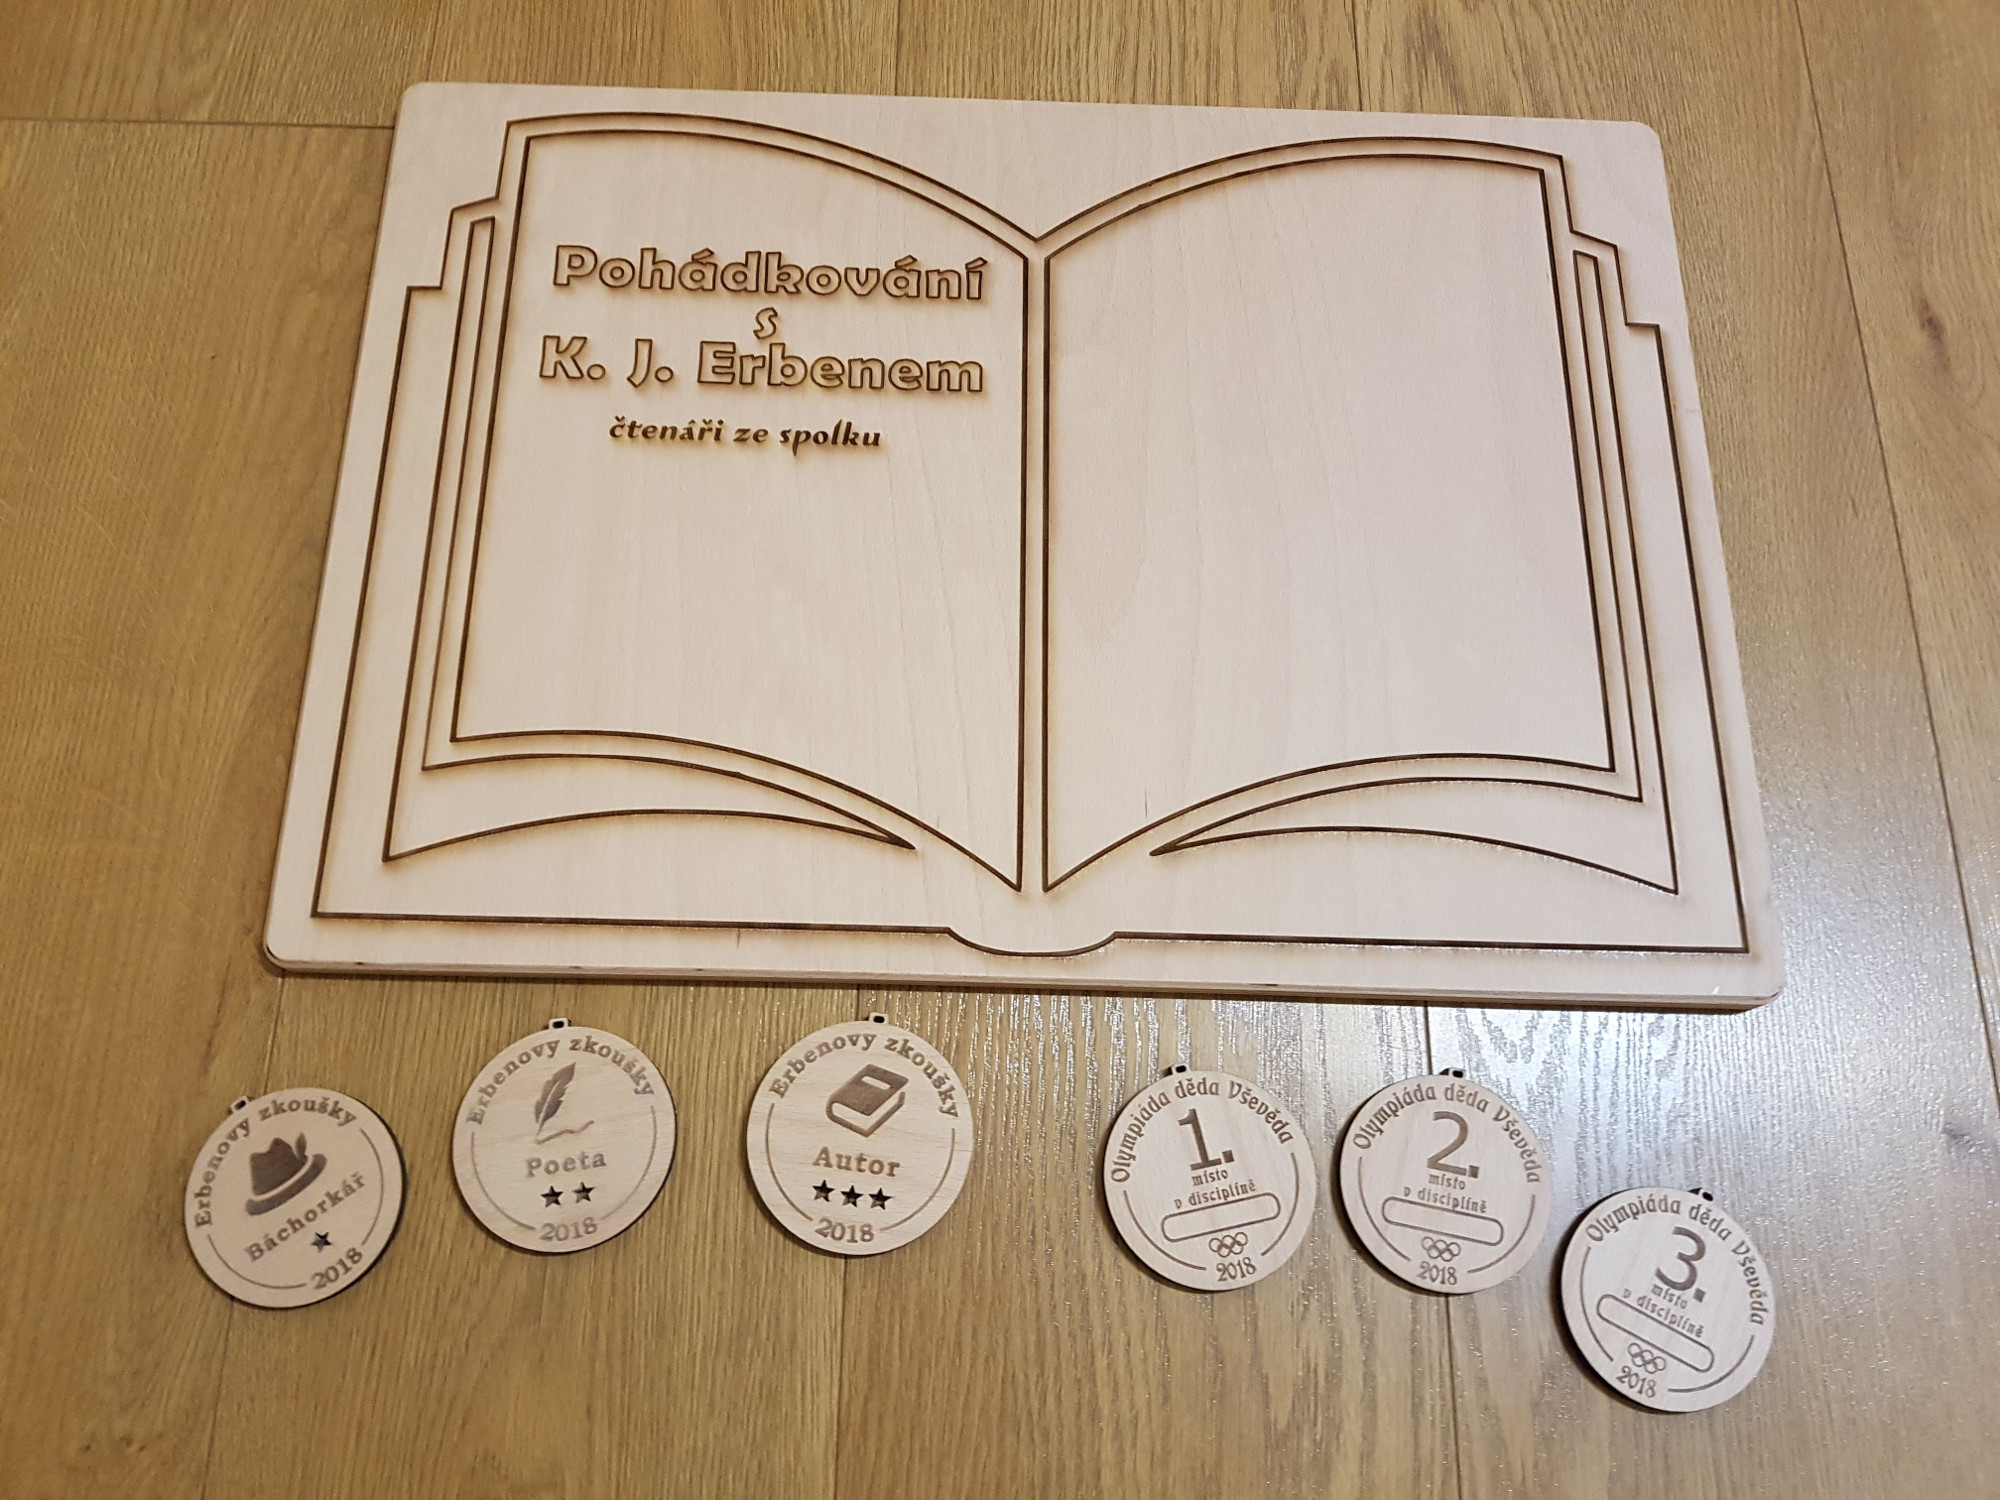 Pohádkování
s
K. J. Erbenem
čtenáři ze spolku
Erbenovy zkoušky
Báchorkář
2018
Erbenovy zkoušky
Poeta
2018
Erbenovy zkoušky
Autor
2018
Olympiáda děda Vševěda
1.
místo
v disciplíně
2018
Olympiáda děda Vševěda
2.
místo
v disciplíně
2018
Olympiáda děda Vševěda
3.
místo
v disciplíně
2018